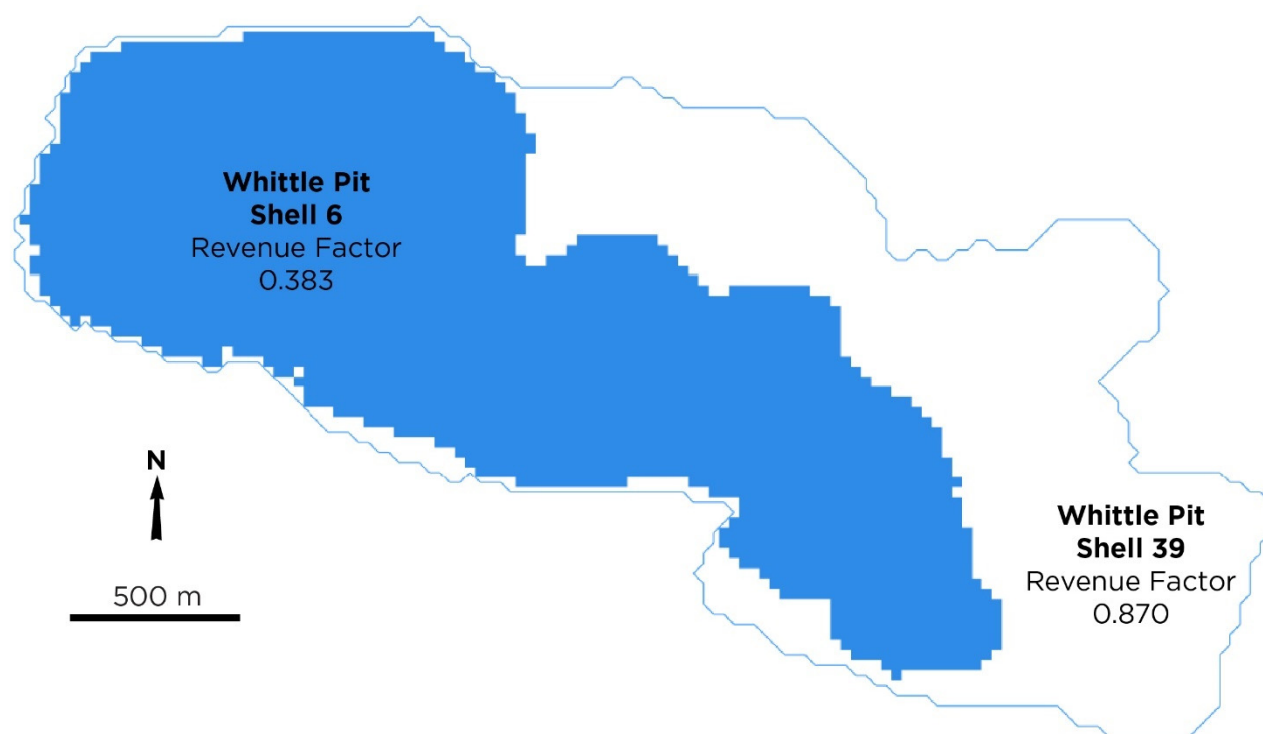 Whittle Pit
Shell 6
Revenue Factor
0.383
N
500 m
Whittle Pit
Shell 39
Revenue Factor
0.870